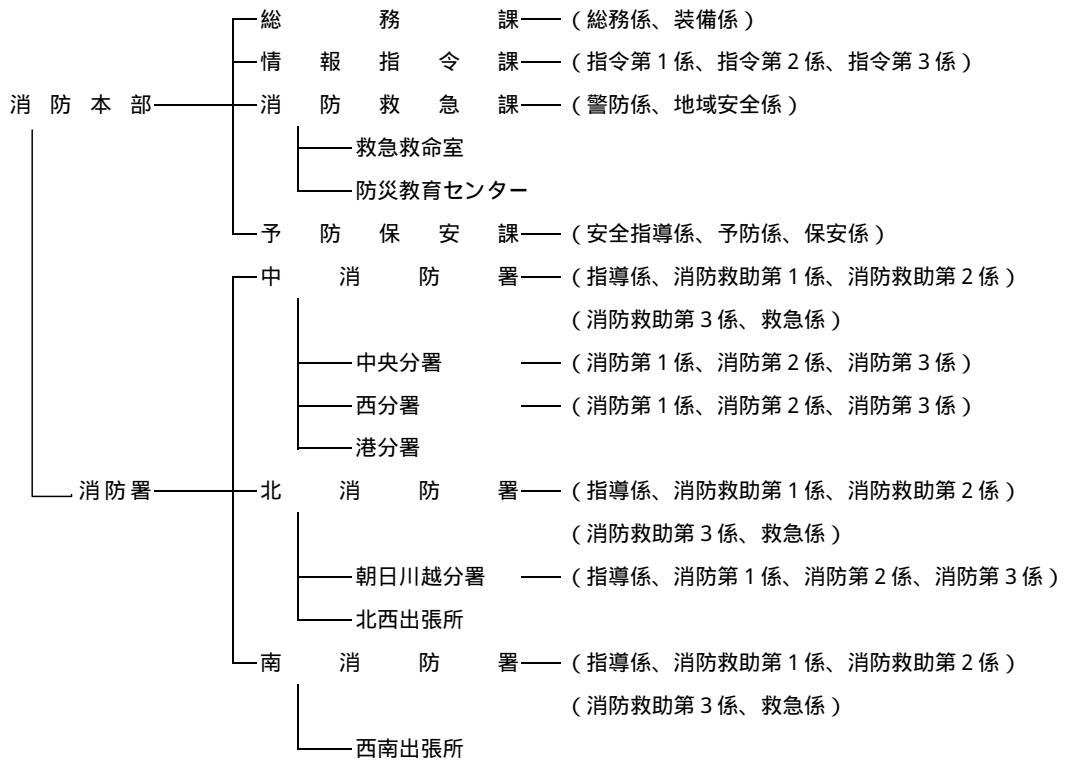 総務課（総務係、装備係）
情報指令課（指令第１係、指令第２係、指令第３係）
消防本部 消防救急課（警防係、地域安全係）
救急救命室
防災教育センター
予防保安課（安全指導係、予防係、保安係）
中消防署（指導係、消防救助第１係、消防救助第２係）
（消防救助第３係、救急係）
中央分署（消防第１係、消防第２係、消防第３係）
西分署（消防第１係、消防第２係、消防第３係）
港分署
消防署 北消防署（指導係、消防救助第１係、消防救助第２係）
（消防救助第３係、救急係）
朝日川越分署（指導係、消防第１係、消防第２係、消防第３係）
北西出張所
南消防署（指導係、消防救助第１係、消防救助第２係）
（消防救助第３係、救急係）
西南出張所